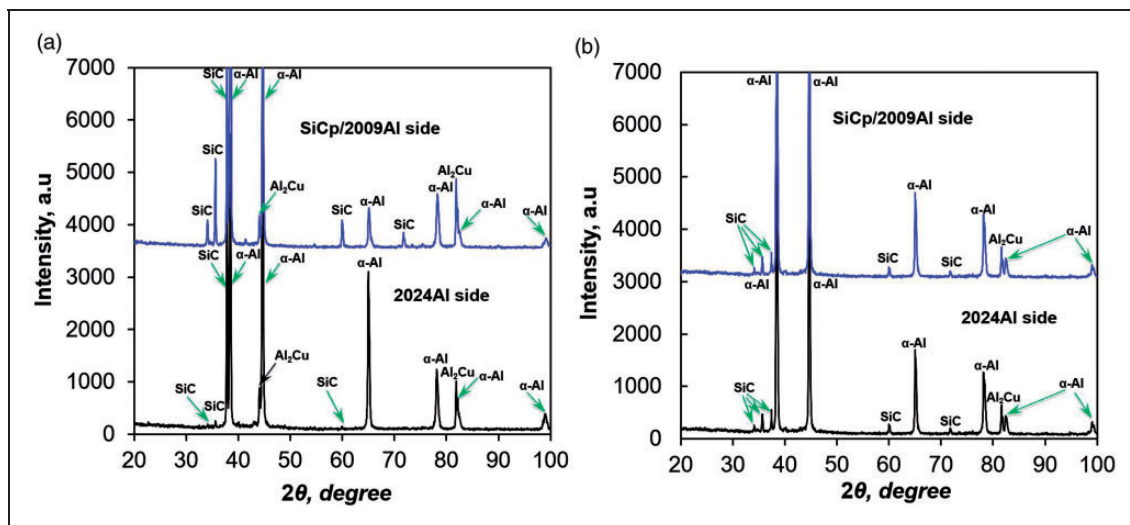 (a)
7000
6000
5000
4000
3000
2000
1000
0
Intensity, a.u
SiC α-Al α-Al
SiCp/2009Al side
SiC
Al₂Cu
Al₂Cu
α-Al
SiC
SiC
α-Al
SiC
α-Al
α-Al
SiC
α-Al
α-Al
2024Al side
Al₂Cu
α-Al
Al₂Cu
α-Al
SiC
SiC
SiC
α-Al
20 30 40 50 60 70 80 90 100
2θ, degree
(b)
7000
6000
5000
4000
3000
2000
1000
0
Intensity, a.u
α-Al α-Al
SiCp/2009Al side
α-Al
α-Al
SiC
Al₂Cu
α-Al
SiC
SiC
α-Al α-Al
2024Al side
α-Al
SiC
Al₂Cu
α-Al
SiC
SiC
20 30 40 50 60 70 80 90 100
2θ, degree